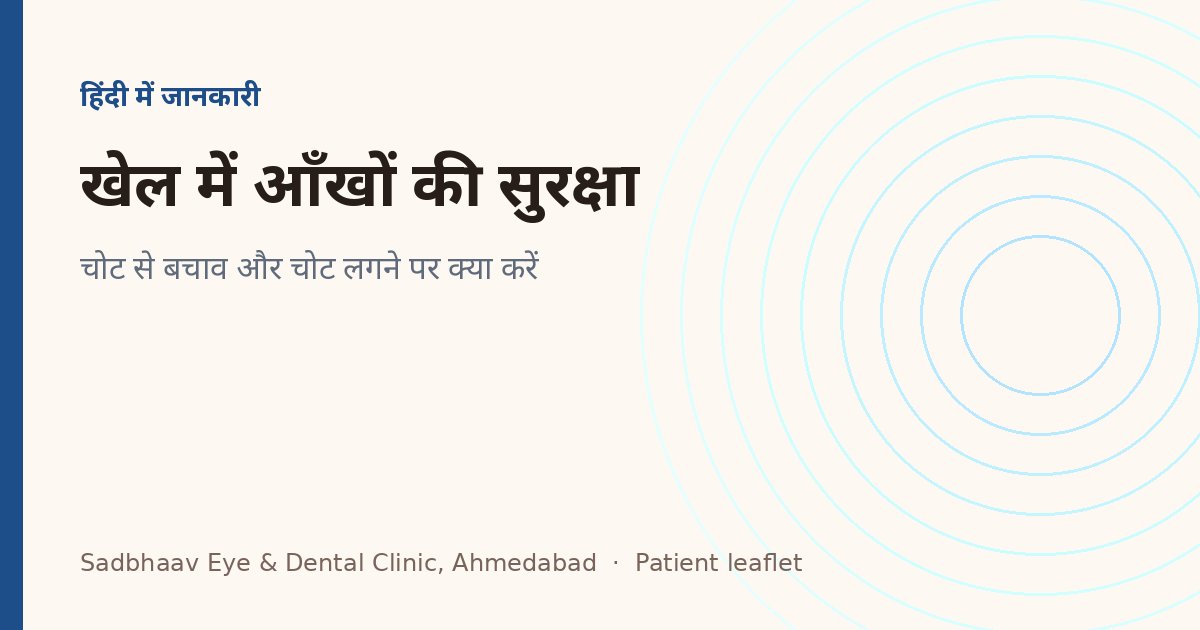 हिंदी में जानकारी
खेल में आँखों की सुरक्षा
चोट से बचाव और चोट लगने पर क्या करें
Sadbhaav Eye & Dental Clinic, Ahmedabad · Patient leaflet